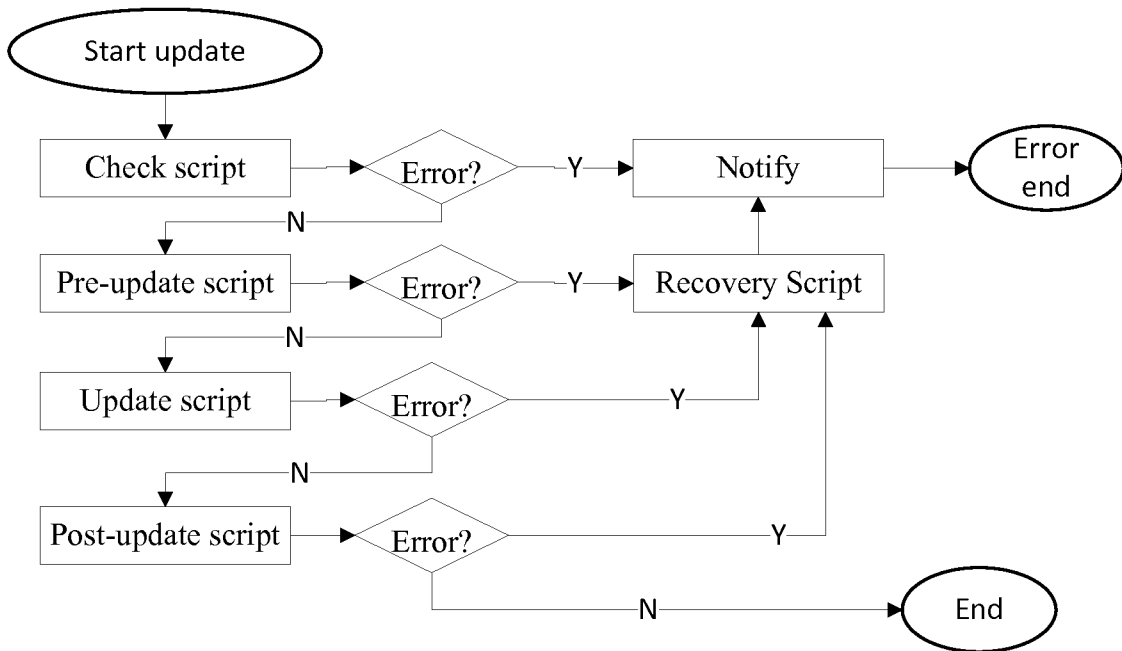 Start update
Check script
Error?
Y
Notify
Error
end
N
Pre-update script
Error?
Y
Recovery Script
N
Update script
Error?
Y
N
Post-update script
Error?
Y
N
End